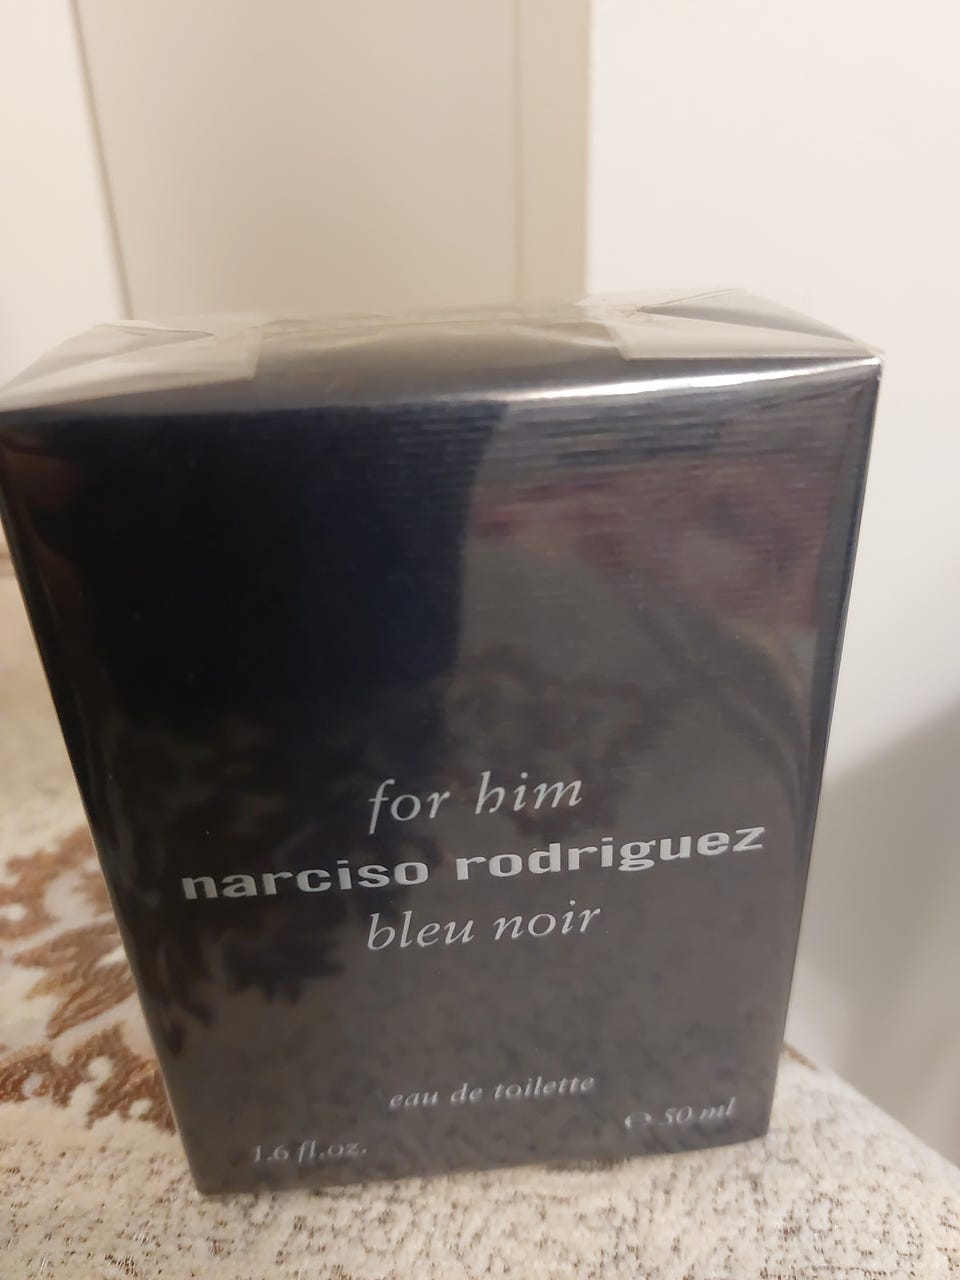 for him
narciso rodriguez
bleu noir
eau de toilette
1.6 fl.oz. ℮ 50 ml